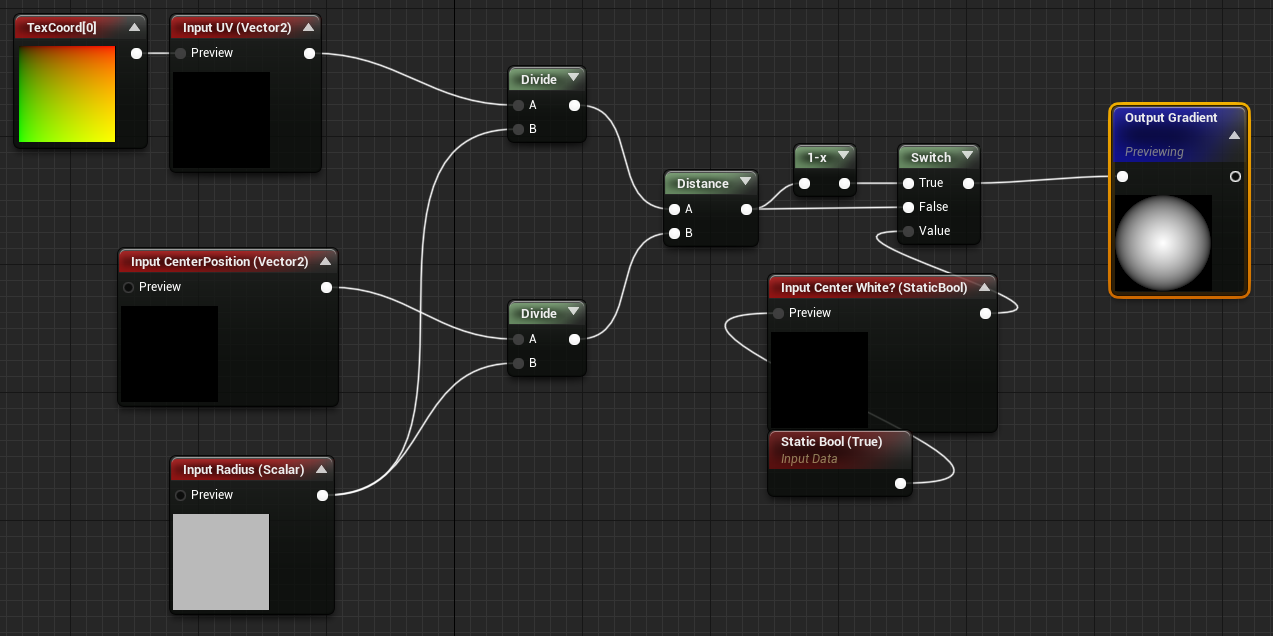 TexCoord[0]
Input UV (Vector2)
Preview
Divide
A
B
Output Gradient
Previewing
1-x
Switch
True
False
Value
Distance
A
B
Input CenterPosition (Vector2)
Preview
Divide
A
B
Input Center White? (StaticBool)
Preview
Static Bool (True)
Input Data
Input Radius (Scalar)
Preview